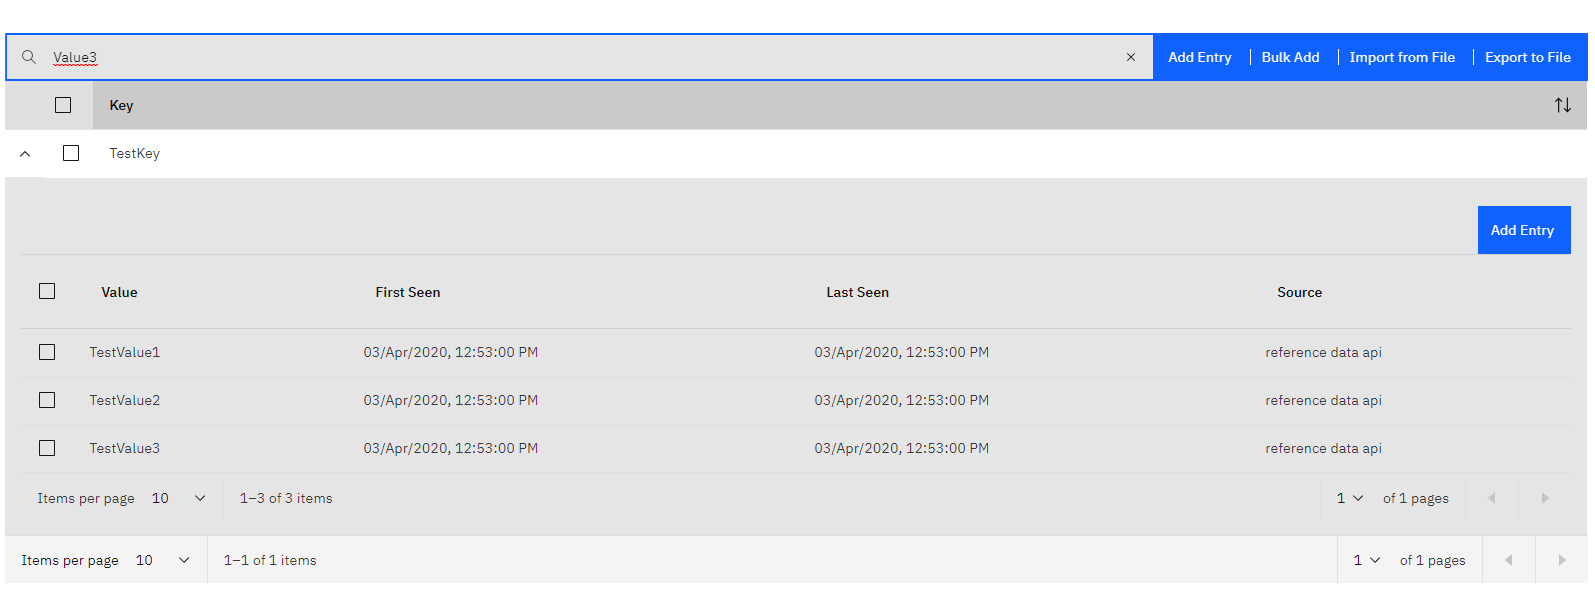 Value3 Add Entry Bulk Add Import from File Export to File
Key
TestKey
Add Entry
Value First Seen Last Seen Source
TestValue1 03/Apr/2020, 12:53:00 PM 03/Apr/2020, 12:53:00 PM reference data api
TestValue2 03/Apr/2020, 12:53:00 PM 03/Apr/2020, 12:53:00 PM reference data api
TestValue3 03/Apr/2020, 12:53:00 PM 03/Apr/2020, 12:53:00 PM reference data api
Items per page 10 1–3 of 3 items 1 of 1 pages
Items per page 10 1–1 of 1 items 1 of 1 pages